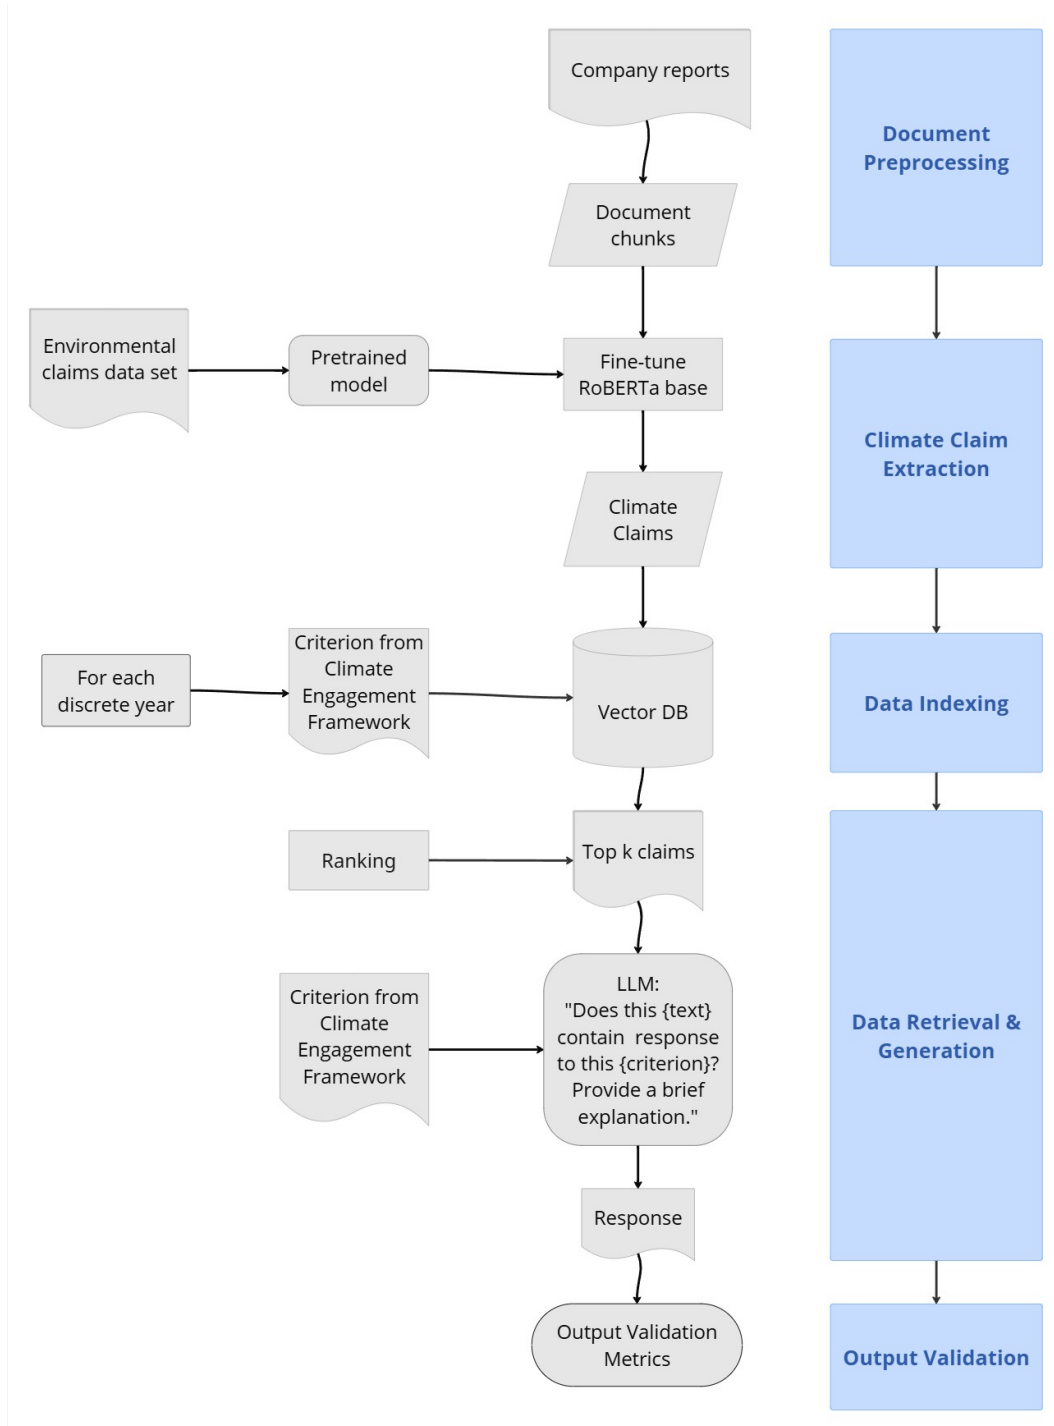 Company reports
Document
Preprocessing
Document
chunks
Environmental
claims data set
Pretrained
model
Fine-tune
RoBERTa base
Climate Claim
Extraction
Climate
Claims
For each
discrete year
Criterion from
Climate
Engagement
Framework
Vector DB
Data Indexing
Ranking
Top k claims
Criterion from
Climate
Engagement
Framework
LLM:
"Does this {text}
contain response
to this {criterion}?
Provide a brief
explanation."
Data Retrieval &
Generation
Response
Output Validation
Metrics
Output Validation